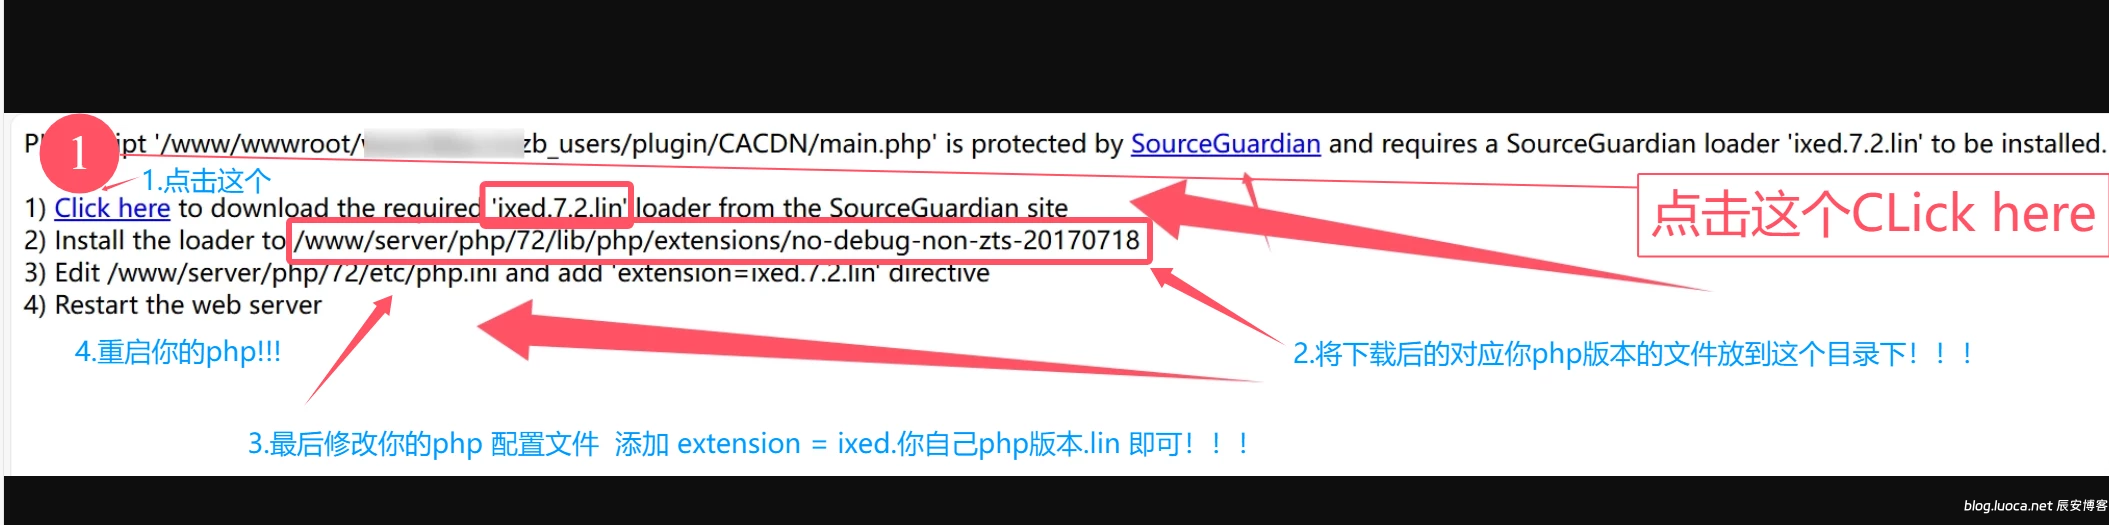 1
'/www/wwwroot/ zb_users/plugin/CACDN/main.php' is protected by SourceGuardian and requires a SourceGuardian loader 'ixed.7.2.lin' to be installed.
1.点击这个
点击这个CLick here
1) Click here to download the required 'ixed.7.2.lin' loader from the SourceGuardian site
2) Install the loader to /www/server/php/72/lib/php/extensions/no-debug-non-zts-20170718
3) Edit /www/server/php/72/etc/php.ini and add 'extension=ixed.7.2.lin' directive
4) Restart the web server
4.重启你的php!!!
2.将下载后的对应你php版本的文件放到这个目录下！！！
3.最后修改你的php 配置文件 添加 extension = ixed.你自己php版本.lin 即可！！！
blog.luoca.net 辰安博客